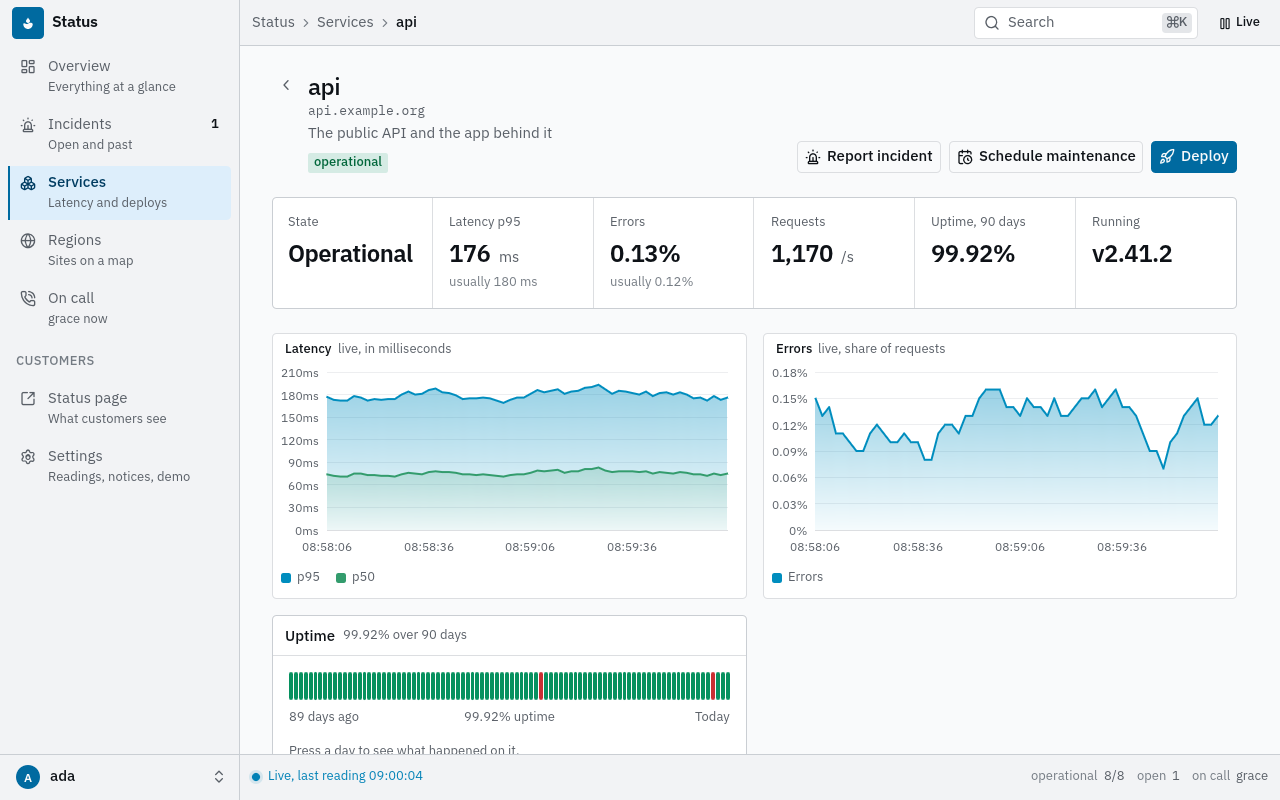 Status
Overview
Everything at a glance
Incidents 1
Open and past
Services
Latency and deploys
Regions
Sites on a map
On call
grace now
CUSTOMERS
Status page
What customers see
Settings
Readings, notices, demo
A ada
Status > Services > api
Search ⌘K
Live
api
api.example.org
The public API and the app behind it
operational
Report incident
Schedule maintenance
Deploy
State
Operational
Latency p95
176 ms
usually 180 ms
Errors
0.13%
usually 0.12%
Requests
1,170 /s
Uptime, 90 days
99.92%
Running
v2.41.2
Latency live, in milliseconds
210ms
180ms
150ms
120ms
90ms
60ms
30ms
0ms
08:58:06 08:58:36 08:59:06 08:59:36
p95 p50
Errors live, share of requests
0.18%
0.15%
0.12%
0.09%
0.06%
0.03%
0%
08:58:06 08:58:36 08:59:06 08:59:36
Errors
Uptime 99.92% over 90 days
89 days ago 99.92% uptime Today
Press a day to see what happened on it.
Live, last reading 09:00:04
operational 8/8 open 1 on call grace